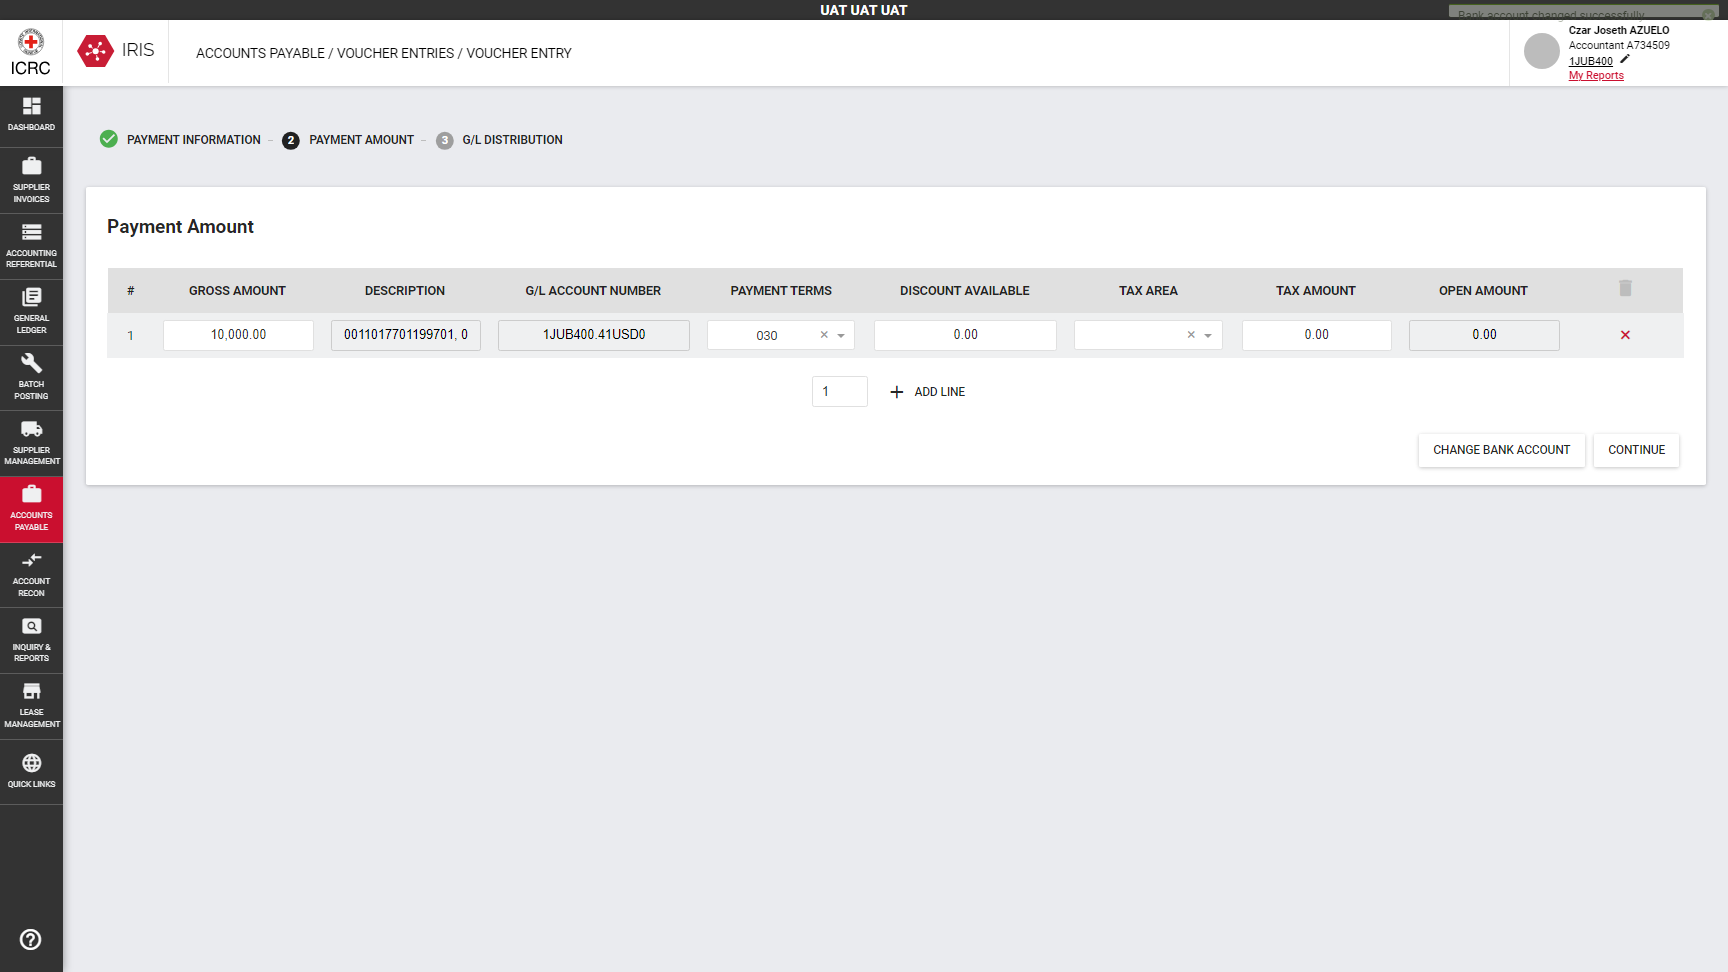 UAT UAT UAT
Bank account changed successfully
ICRC
IRIS
ACCOUNTS PAYABLE / VOUCHER ENTRIES / VOUCHER ENTRY
Czar Joseth AZUELO
Accountant A734509
1JUB400
My Reports
DASHBOARD
SUPPLIER
INVOICES
ACCOUNTING
REFERENTIAL
GENERAL
LEDGER
BATCH
POSTING
SUPPLIER
MANAGEMENT
ACCOUNTS
PAYABLE
ACCOUNT
RECON
INQUIRY &
REPORTS
LEASE
MANAGEMENT
QUICK LINKS
PAYMENT INFORMATION – 2 PAYMENT AMOUNT – 3 G/L DISTRIBUTION
Payment Amount
# GROSS AMOUNT DESCRIPTION G/L ACCOUNT NUMBER PAYMENT TERMS DISCOUNT AVAILABLE TAX AREA TAX AMOUNT OPEN AMOUNT
1 10,000.00 0011017701199701, 0 1JUB400.41USD0 030 × 0.00 × 0.00 0.00
1 + ADD LINE
CHANGE BANK ACCOUNT CONTINUE